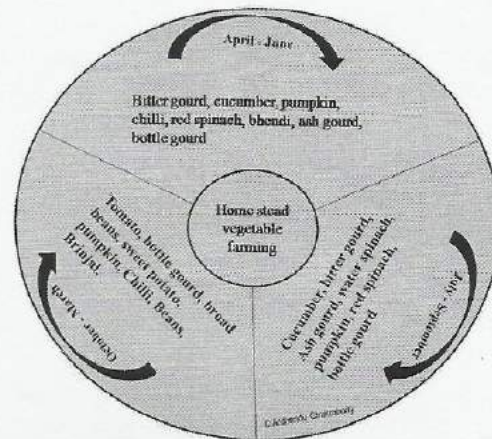 April - June
Bitter gourd, cucumber, pumpkin,
chilli, red spinach, bhendi, ash gourd,
bottle gourd
Home stead
vegetable
farming
Cucumber, bitter gourd,
Ash gourd, water spinach,
pumpkin, red spinach,
bottle gourd
July - September
Tomato, bottle gourd, broad
beans, sweet potato,
pumpkin, Chilli, Beans,
Brinjal,
October - March